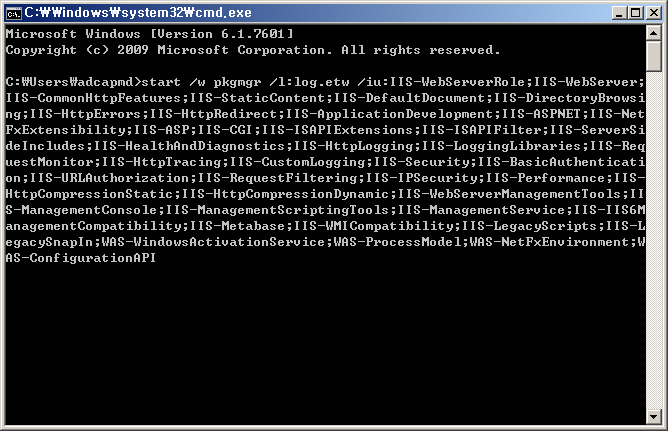 C:\Windows\system32\cmd.exe
Microsoft Windows [Version 6.1.7601]
Copyright (c) 2009 Microsoft Corporation. All rights reserved.
C:\Users\adcapmd>start /w pkgmgr /l:log.etw /iu:IIS-WebServerRole;IIS-WebServer;
IIS-CommonHttpFeatures;IIS-StaticContent;IIS-DefaultDocument;IIS-DirectoryBrowsi
ng;IIS-HttpErrors;IIS-HttpRedirect;IIS-ApplicationDevelopment;IIS-ASPNET;IIS-Net
FxExtensibility;IIS-ASP;IIS-CGI;IIS-ISAPIExtensions;IIS-ISAPIFilter;IIS-ServerSi
deIncludes;IIS-HealthAndDiagnostics;IIS-HttpLogging;IIS-LoggingLibraries;IIS-Req
uestMonitor;IIS-HttpTracing;IIS-CustomLogging;IIS-Security;IIS-BasicAuthenticati
on;IIS-URLAuthorization;IIS-RequestFiltering;IIS-IPSecurity;IIS-Performance;IIS-
HttpCompressionStatic;IIS-HttpCompressionDynamic;IIS-WebServerManagementTools;II
S-ManagementConsole;IIS-ManagementScriptingTools;IIS-ManagementService;IIS-IIS6M
anagementCompatibility;IIS-Metabase;IIS-WMICompatibility;IIS-LegacyScripts;IIS-L
egacySnapIn;WAS-WindowsActivationService;WAS-ProcessModel;WAS-NetFxEnvironment;W
AS-ConfigurationAPI